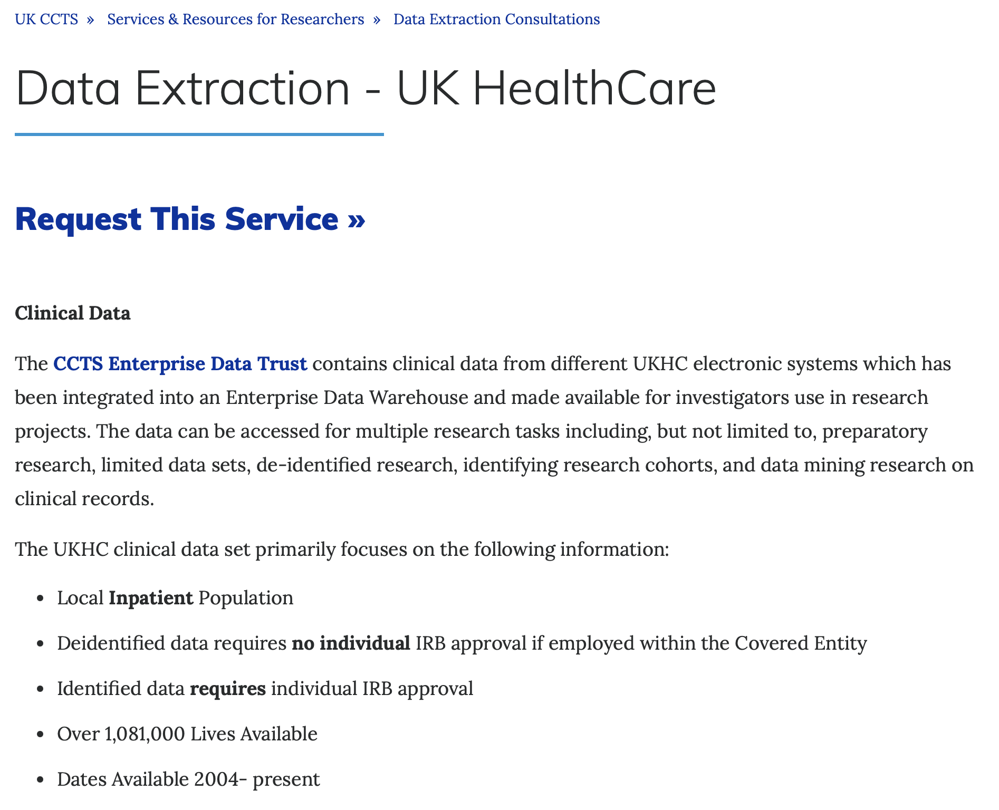 UK CCTS » Services & Resources for Researchers » Data Extraction Consultations
Data Extraction - UK HealthCare
Request This Service »
Clinical Data
The CCTS Enterprise Data Trust contains clinical data from different UKHC electronic systems which has
been integrated into an Enterprise Data Warehouse and made available for investigators use in research
projects. The data can be accessed for multiple research tasks including, but not limited to, preparatory
research, limited data sets, de-identified research, identifying research cohorts, and data mining research on
clinical records.
The UKHC clinical data set primarily focuses on the following information:
• Local Inpatient Population
• Deidentified data requires no individual IRB approval if employed within the Covered Entity
• Identified data requires individual IRB approval
• Over 1,081,000 Lives Available
• Dates Available 2004- present